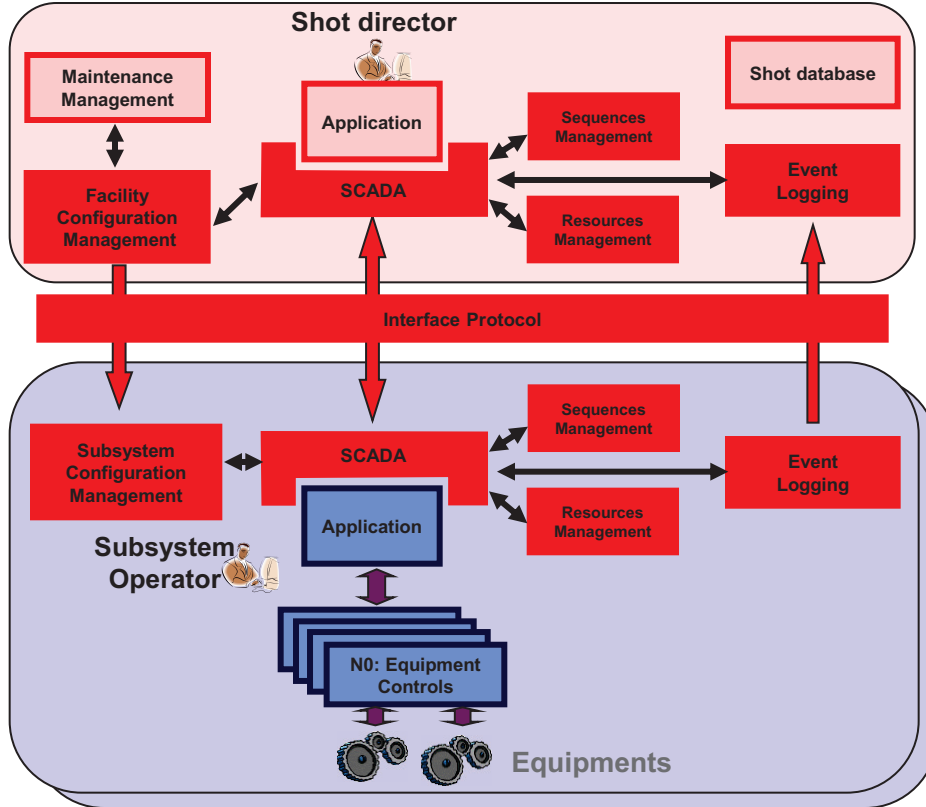 Shot director
Maintenance
Management
Shot database
Application
Sequences
Management
SCADA
Event
Logging
Facility
Configuration
Management
Resources
Management
Interface Protocol
Sequences
Management
Subsystem
Configuration
Management
SCADA
Event
Logging
Application
Resources
Management
Subsystem
Operator
N0: Equipment
Controls
Equipments